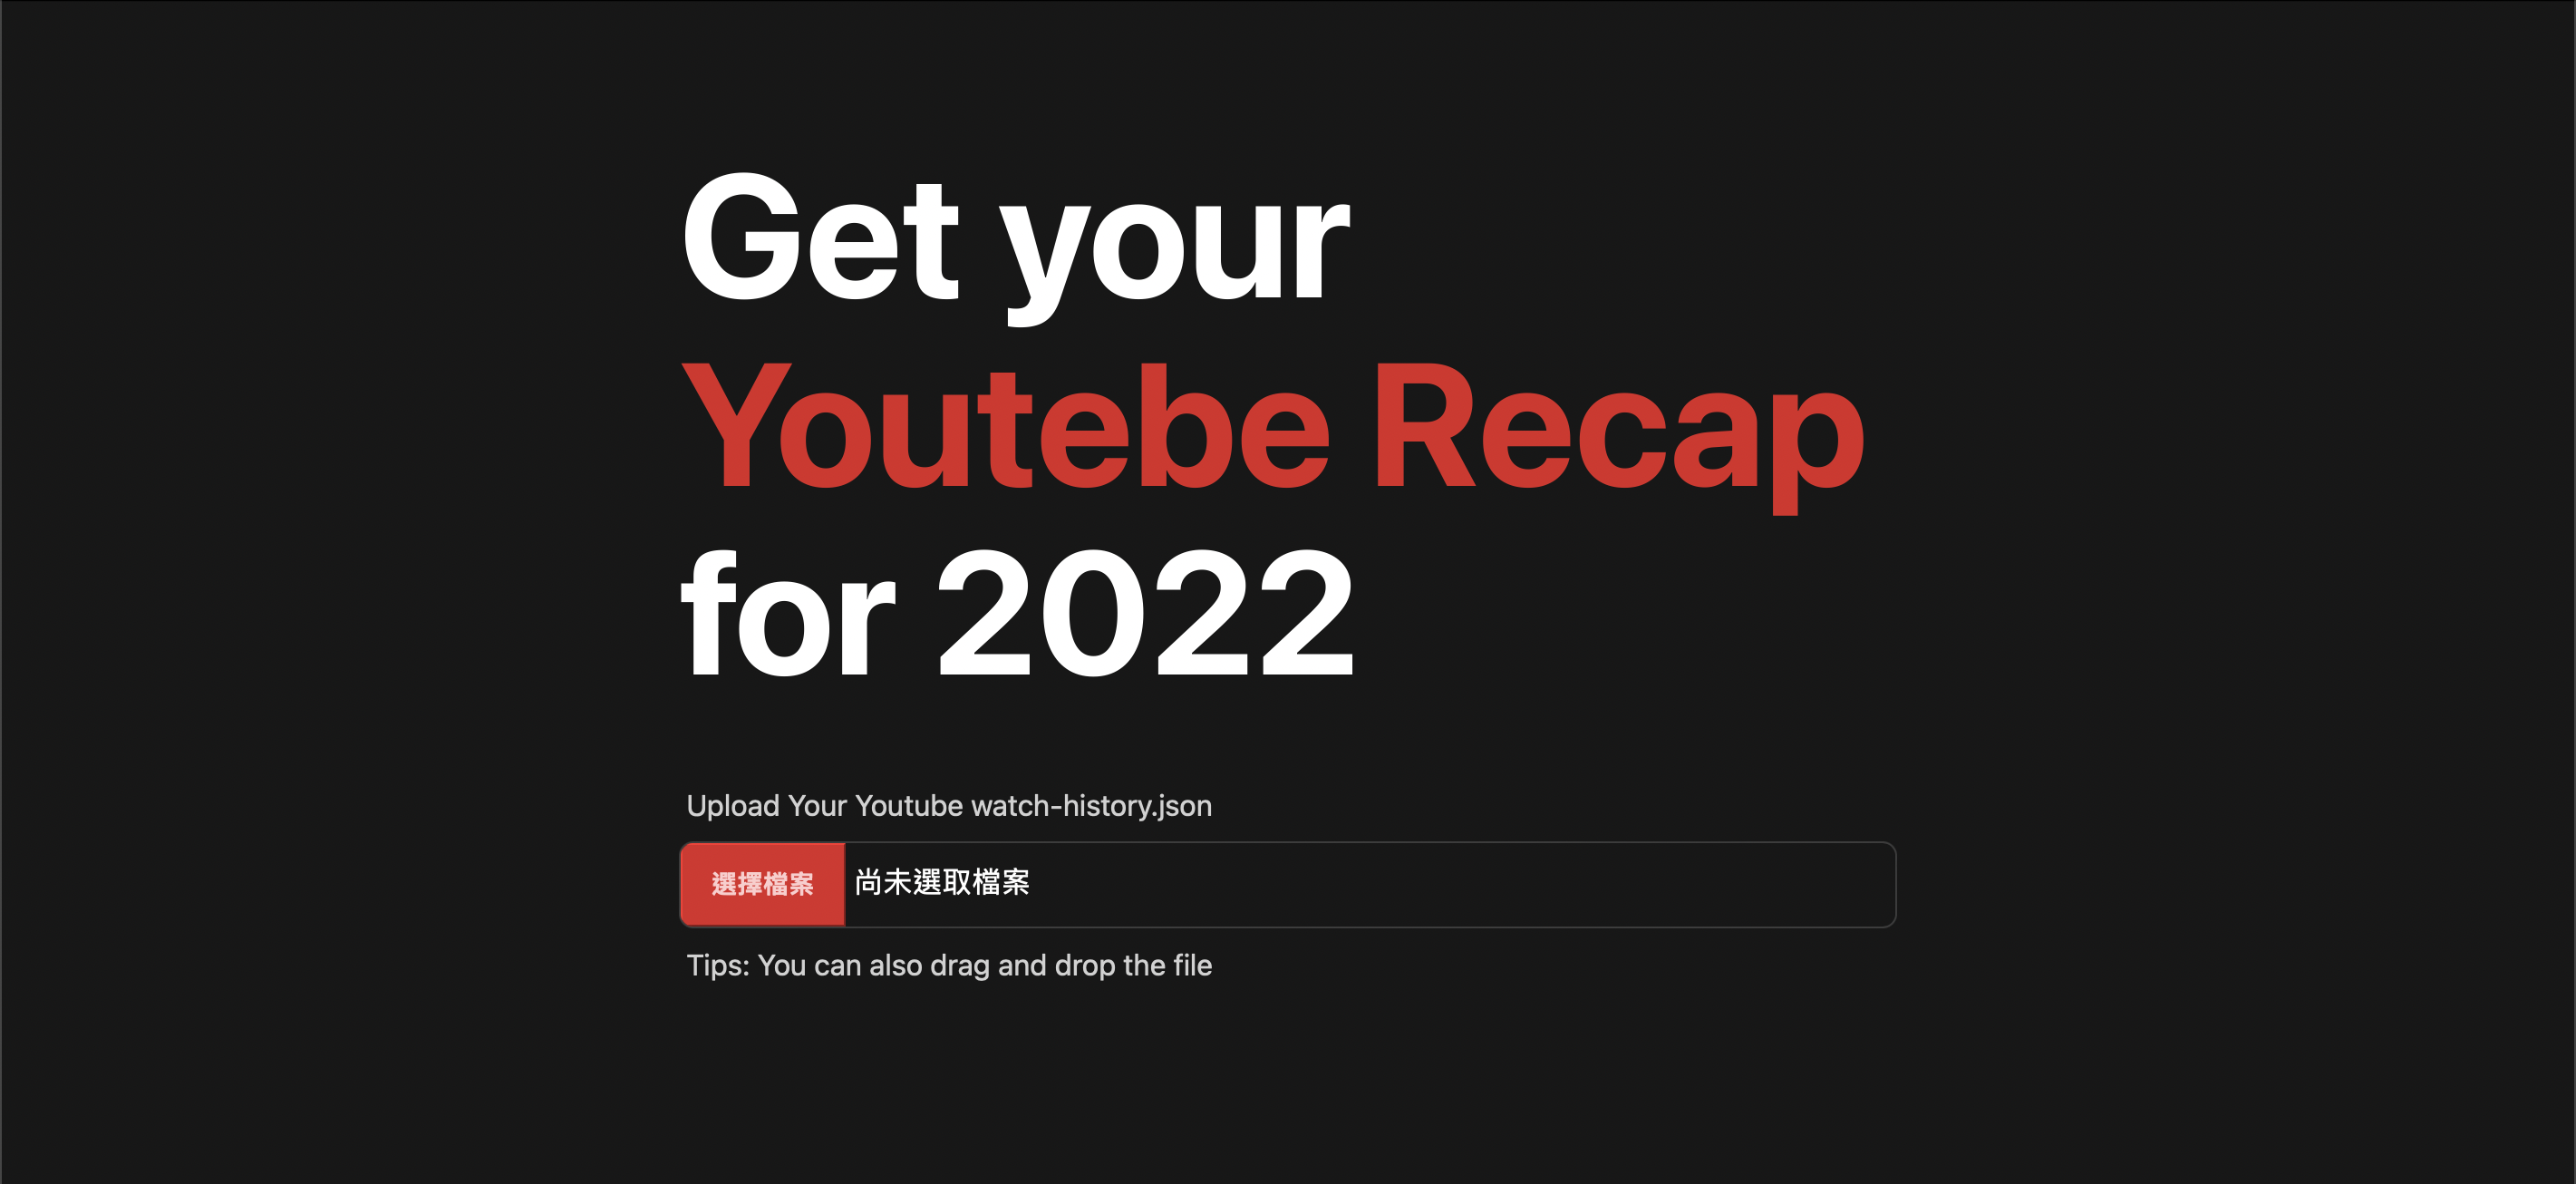 Get your
Youtebe Recap
for 2022
Upload Your Youtube watch-history.json
選擇檔案 尚未選取檔案
Tips: You can also drag and drop the file